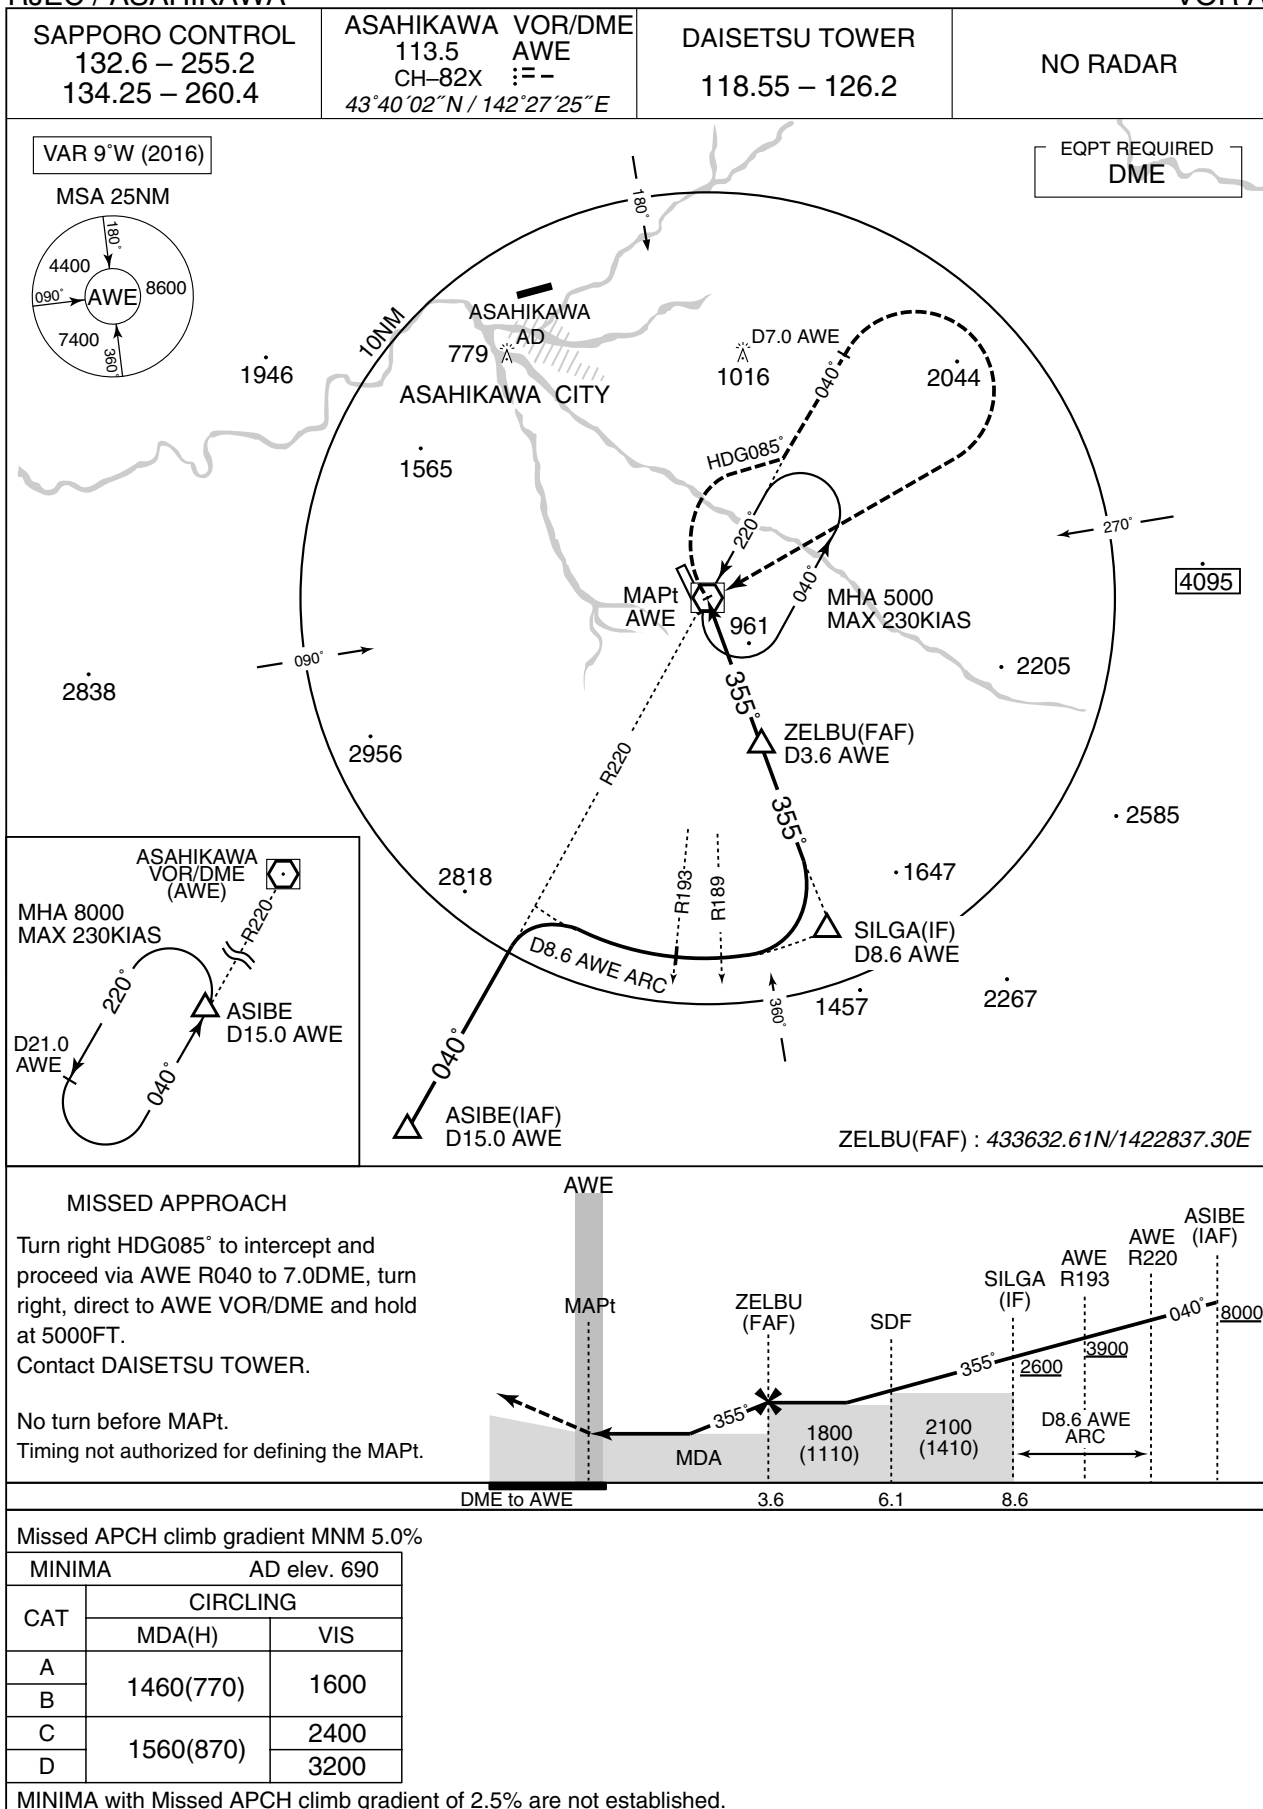 RJEC / ASAHIKAWA
SAPPORO CONTROL
132.6 – 255.2
134.25 – 260.4
ASAHIKAWA VOR/DME
113.5 AWE
CH–82X
43°40´02˝N / 142°27´25˝E
DAISETSU TOWER
118.55 – 126.2
NO RADAR
VAR 9°W (2016)
MSA 25NM
180°
4400
090°
AWE
8600
7400
360°
EQPT REQUIRED
DME
180°
10NM
ASAHIKAWA
AD
779
ASAHIKAWA CITY
1946
1565
D7.0 AWE
1016
040°
2044
HDG085°
220°
270°
4095
MAPt
AWE
040°
MHA 5000
MAX 230KIAS
961
2205
090°
2838
355°
2956
R220
ZELBU(FAF)
D3.6 AWE
355°
2585
2818
R193
R189
1647
SILGA(IF)
D8.6 AWE
D8.6 AWE ARC
360°
1457
2267
040°
ASIBE(IAF)
D15.0 AWE
ZELBU(FAF) : 433632.61N/1422837.30E
ASAHIKAWA
VOR/DME
(AWE)
MHA 8000
MAX 230KIAS
R220
220°
ASIBE
D15.0 AWE
D21.0
AWE
040°
MISSED APPROACH
Turn right HDG085° to intercept and
proceed via AWE R040 to 7.0DME, turn
right, direct to AWE VOR/DME and hold
at 5000FT.
Contact DAISETSU TOWER.
No turn before MAPt.
Timing not authorized for defining the MAPt.
AWE
MAPt
ZELBU
(FAF)
SDF
SILGA
(IF)
AWE
R193
AWE
R220
ASIBE
(IAF)
040°
8000
3900
355°
2600
355°
MDA
1800
(1110)
2100
(1410)
D8.6 AWE
ARC
DME to AWE
3.6
6.1
8.6
Missed APCH climb gradient MNM 5.0%
MINIMA AD elev. 690
CAT
CIRCLING
MDA(H)
VIS
A
B
1460(770)
1600
C
D
1560(870)
2400
3200
MINIMA with Missed APCH climb gradient of 2.5% are not established.